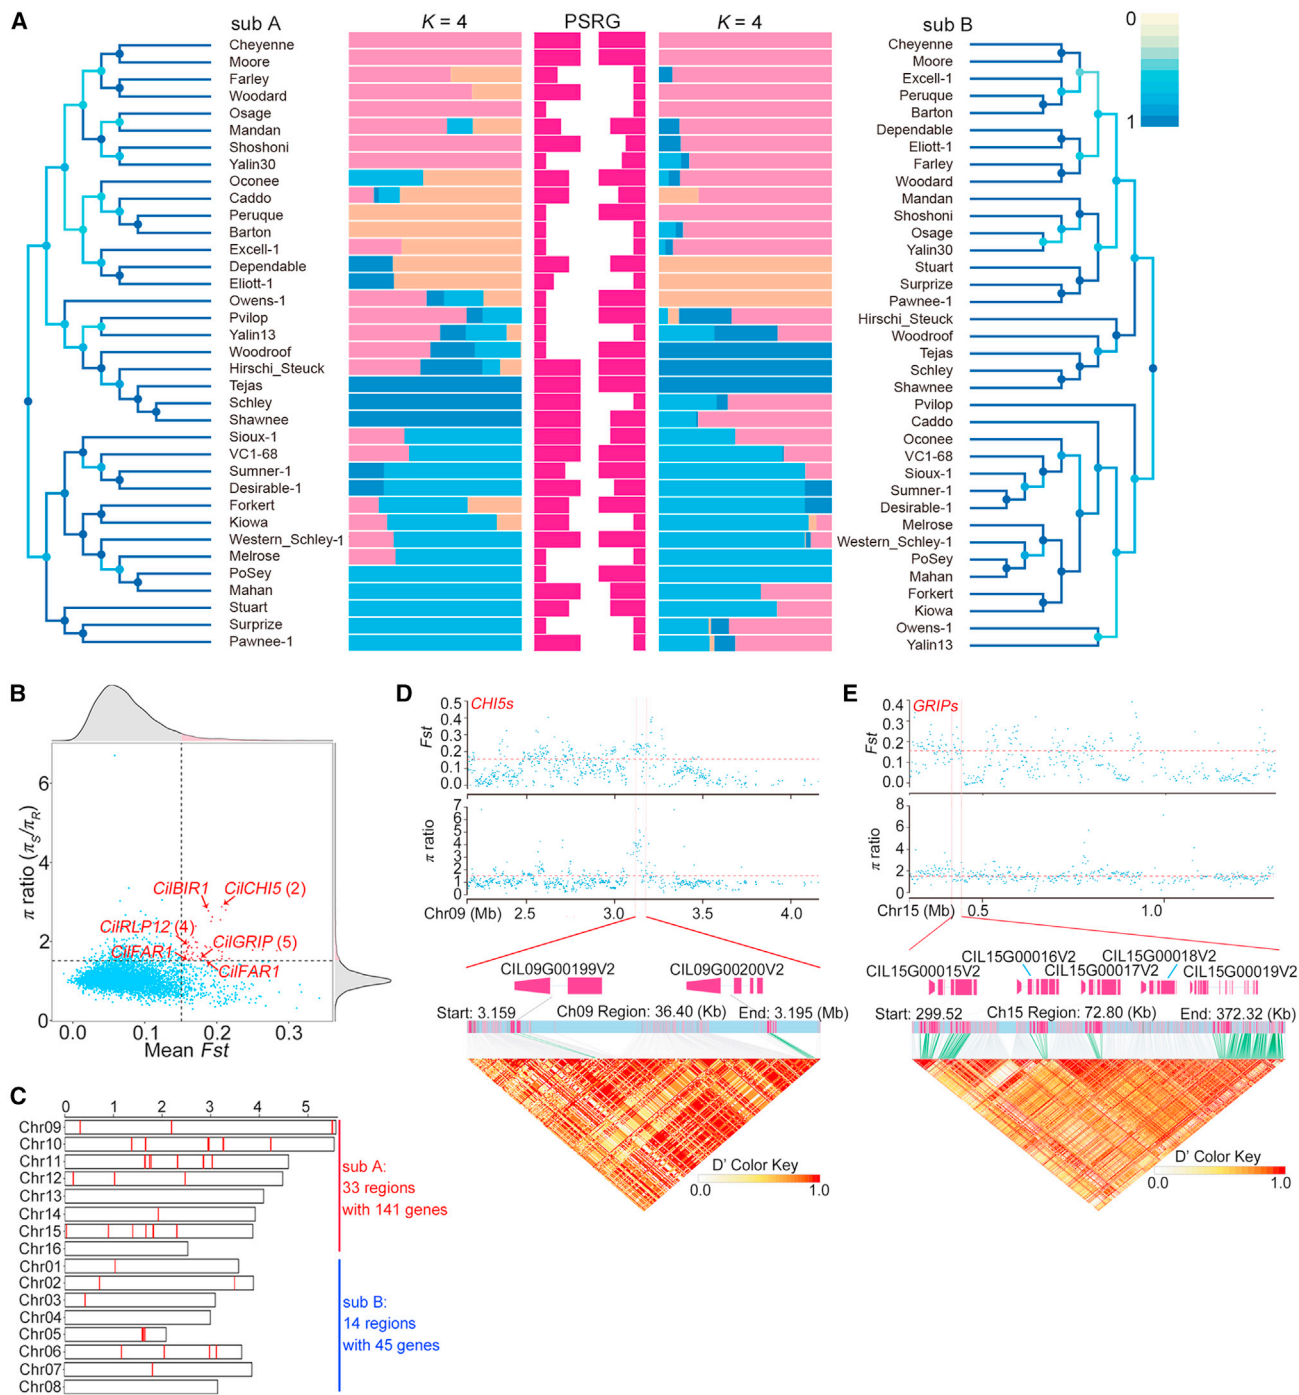 A
sub A
K = 4
PSRG
K = 4
sub B
0
1
Cheyenne
Moore
Farley
Woodard
Osage
Mandan
Shoshoni
Yalin30
Oconee
Caddo
Peruque
Barton
Excell-1
Dependable
Eliott-1
Owens-1
Pvilop
Yalin13
Woodroof
Hirschi_Steuck
Tejas
Schley
Shawnee
Sioux-1
VC1-68
Sumner-1
Desirable-1
Forkert
Kiowa
Western_Schley-1
Melrose
PoSey
Mahan
Stuart
Surprize
Pawnee-1
Cheyenne
Moore
Excell-1
Peruque
Barton
Dependable
Eliott-1
Farley
Woodard
Mandan
Shoshoni
Osage
Yalin30
Stuart
Surprize
Pawnee-1
Hirschi_Steuck
Woodroof
Tejas
Schley
Shawnee
Pvilop
Caddo
Oconee
VC1-68
Sioux-1
Sumner-1
Desirable-1
Melrose
Western_Schley-1
PoSey
Mahan
Forkert
Kiowa
Owens-1
Yalin13
B
π ratio (πS/πR)
6
4
2
0
CilBIR1
CilCHI5 (2)
CilRLP12 (4)
CilGRIP (5)
CilFAR1
CilFAR1
0.0
0.1
0.2
0.3
Mean Fst
C
0
1
2
3
4
5
Chr09
Chr10
Chr11
Chr12
Chr13
Chr14
Chr15
Chr16
Chr01
Chr02
Chr03
Chr04
Chr05
Chr06
Chr07
Chr08
sub A:
33 regions
with 141 genes
sub B:
14 regions
with 45 genes
D
CHI5s
Fst
0.5
0.4
0.3
0.2
0.1
0.0
π ratio
7
6
5
4
3
2
1
0
Chr09 (Mb)
2.5
3.0
3.5
4.0
CIL09G00199V2
CIL09G00200V2
Start: 3.159
Ch09 Region: 36.40 (Kb)
End: 3.195 (Mb)
D' Color Key
0.0
1.0
E
GRIPs
Fst
0.4
0.3
0.2
0.1
0.0
π ratio
8
6
4
2
0
Chr15 (Mb)
0.5
1.0
CIL15G00016V2
CIL15G00018V2
CIL15G00015V2
CIL15G00017V2
CIL15G00019V2
Start: 299.52
Ch15 Region: 72.80 (Kb)
End: 372.32 (Kb)
D' Color Key
0.0
1.0